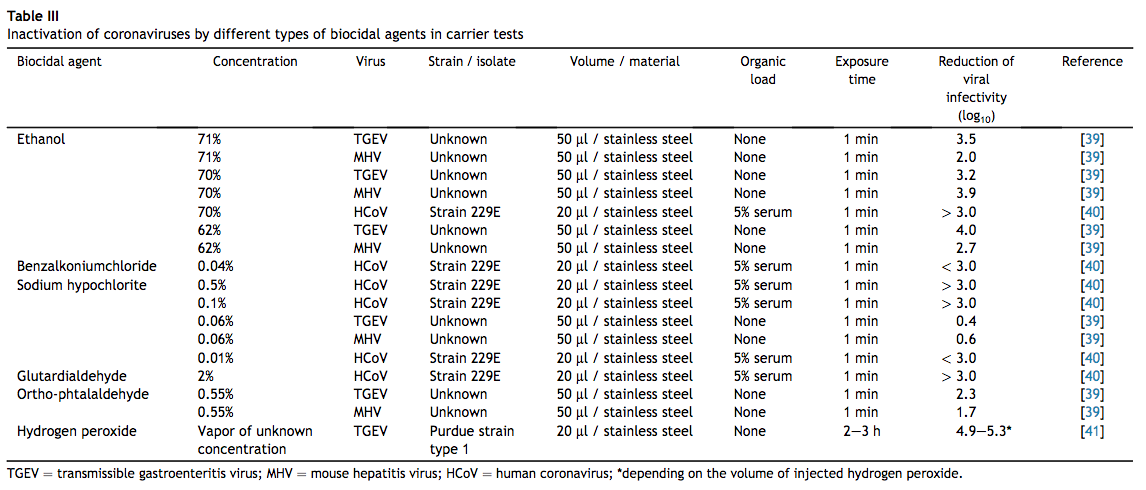 Table III
Inactivation of coronaviruses by different types of biocidal agents in carrier tests
Biocidal agent Concentration Virus Strain / isolate Volume / material Organic load Exposure time Reduction of viral infectivity (log₁₀) Reference
Ethanol 71% TGEV Unknown 50 μl / stainless steel None 1 min 3.5 [39]
71% MHV Unknown 50 μl / stainless steel None 1 min 2.0 [39]
70% TGEV Unknown 50 μl / stainless steel None 1 min 3.2 [39]
70% MHV Unknown 50 μl / stainless steel None 1 min 3.9 [39]
70% HCoV Strain 229E 20 μl / stainless steel 5% serum 1 min > 3.0 [40]
62% TGEV Unknown 50 μl / stainless steel None 1 min 4.0 [39]
62% MHV Unknown 50 μl / stainless steel None 1 min 2.7 [39]
Benzalkoniumchloride 0.04% HCoV Strain 229E 20 μl / stainless steel 5% serum 1 min < 3.0 [40]
Sodium hypochlorite 0.5% HCoV Strain 229E 20 μl / stainless steel 5% serum 1 min > 3.0 [40]
0.1% HCoV Strain 229E 20 μl / stainless steel 5% serum 1 min > 3.0 [40]
0.06% TGEV Unknown 50 μl / stainless steel None 1 min 0.4 [39]
0.06% MHV Unknown 50 μl / stainless steel None 1 min 0.6 [39]
0.01% HCoV Strain 229E 20 μl / stainless steel 5% serum 1 min < 3.0 [40]
Glutardialdehyde 2% HCoV Strain 229E 20 μl / stainless steel 5% serum 1 min > 3.0 [40]
Ortho-phtalaldehyde 0.55% TGEV Unknown 50 μl / stainless steel None 1 min 2.3 [39]
0.55% MHV Unknown 50 μl / stainless steel None 1 min 1.7 [39]
Hydrogen peroxide Vapor of unknown concentration TGEV Purdue strain type 1 20 μl / stainless steel None 2–3 h 4.9–5.3* [41]
TGEV = transmissible gastroenteritis virus; MHV = mouse hepatitis virus; HCoV = human coronavirus; *depending on the volume of injected hydrogen peroxide.